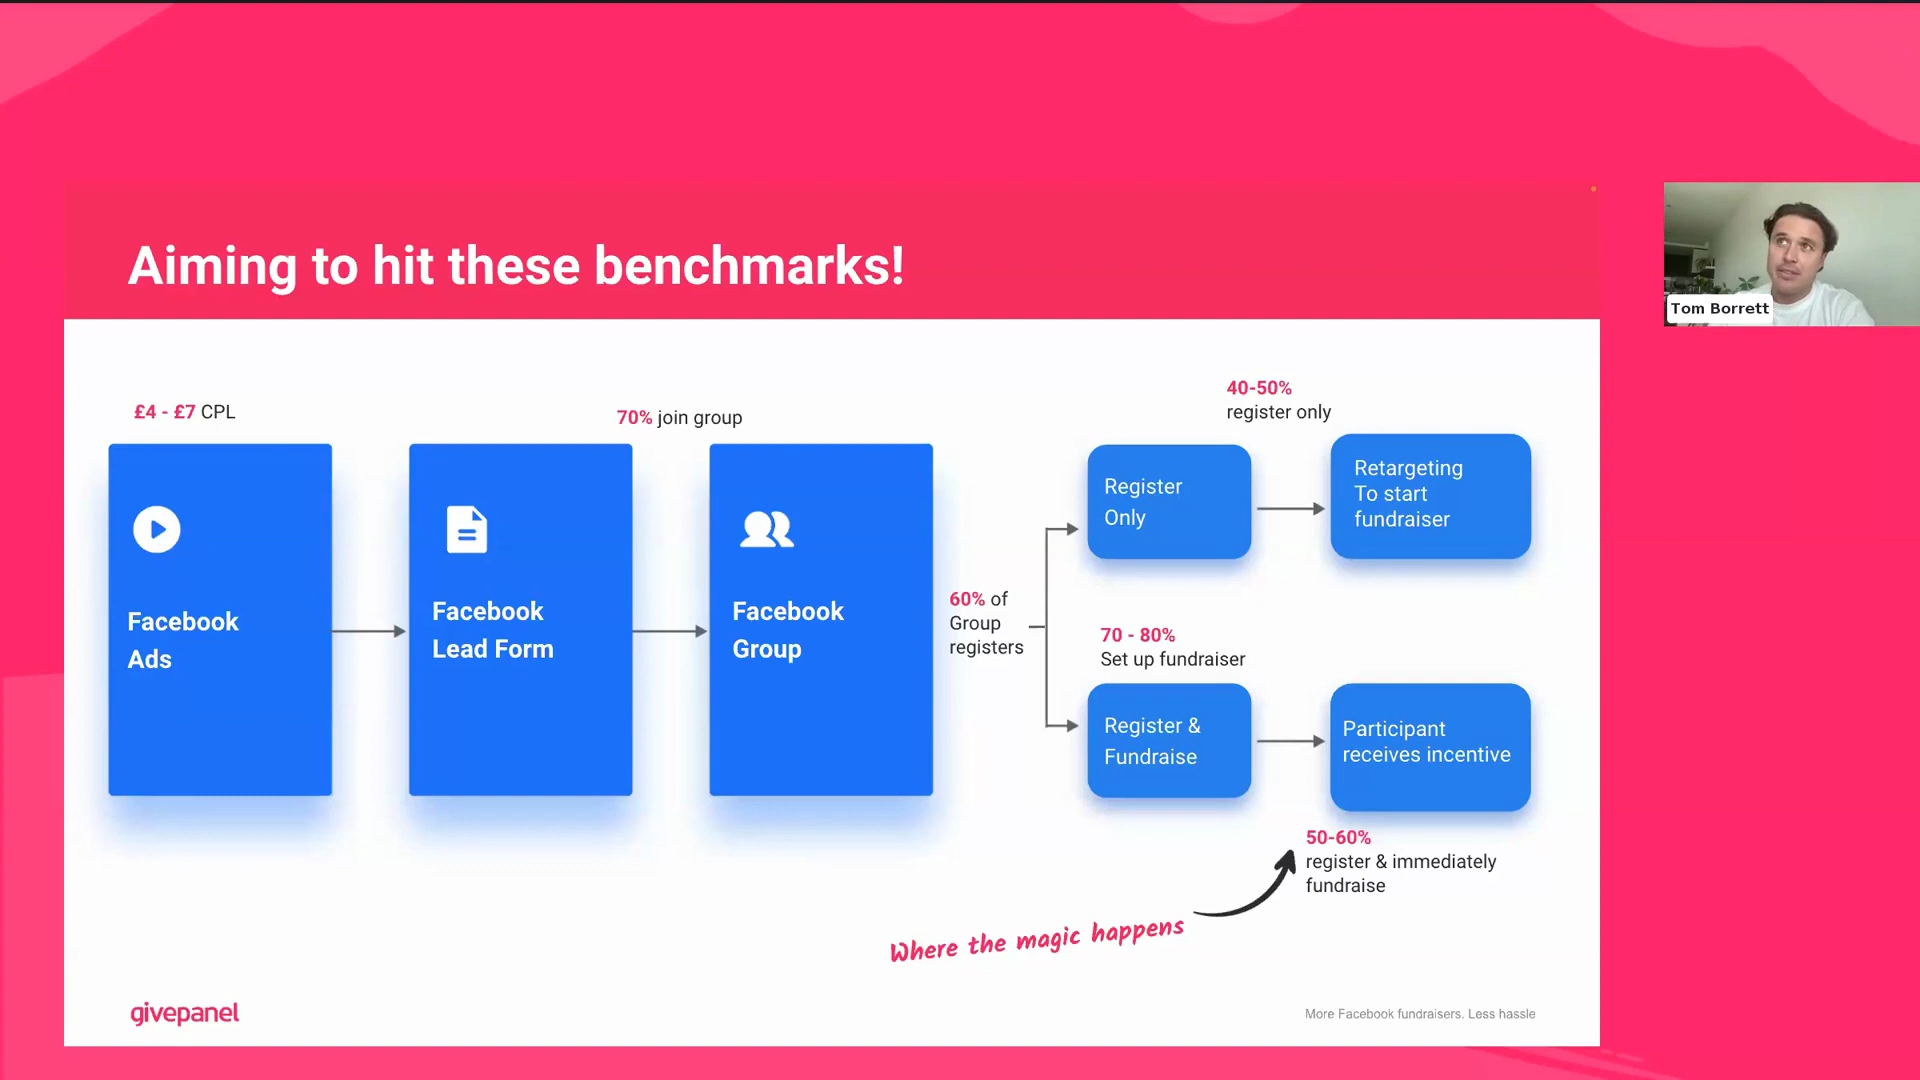 Aiming to hit these benchmarks!
Tom Borrett
£4 - £7 CPL
70% join group
40-50%
register only
Facebook
Ads
Facebook
Lead Form
Facebook
Group
60% of
Group
registers
Register
Only
Retargeting
To start
fundraiser
70 - 80%
Set up fundraiser
Register &
Fundraise
Participant
receives incentive
50-60%
register & immediately
fundraise
Where the magic happens
givepanel
More Facebook fundraisers. Less hassle